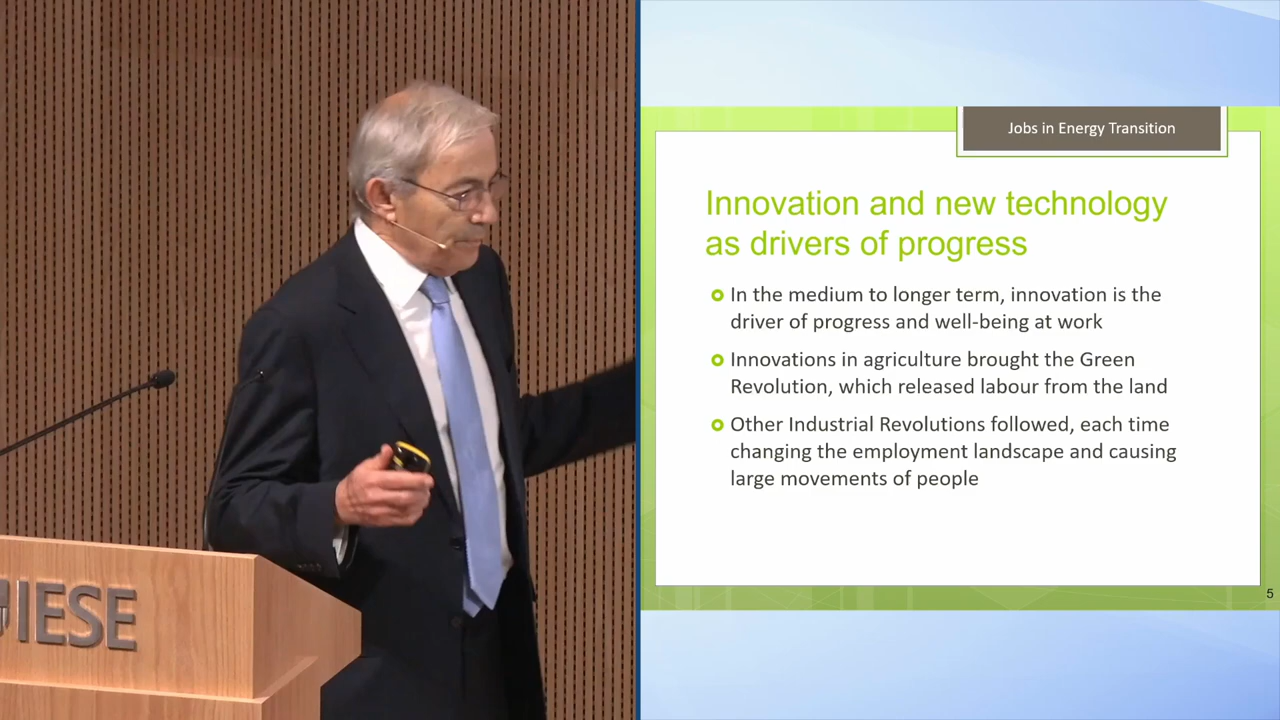 IESE
Jobs in Energy Transition
Innovation and new technology
as drivers of progress
In the medium to longer term, innovation is the
driver of progress and well-being at work
Innovations in agriculture brought the Green
Revolution, which released labour from the land
Other Industrial Revolutions followed, each time
changing the employment landscape and causing
large movements of people
5